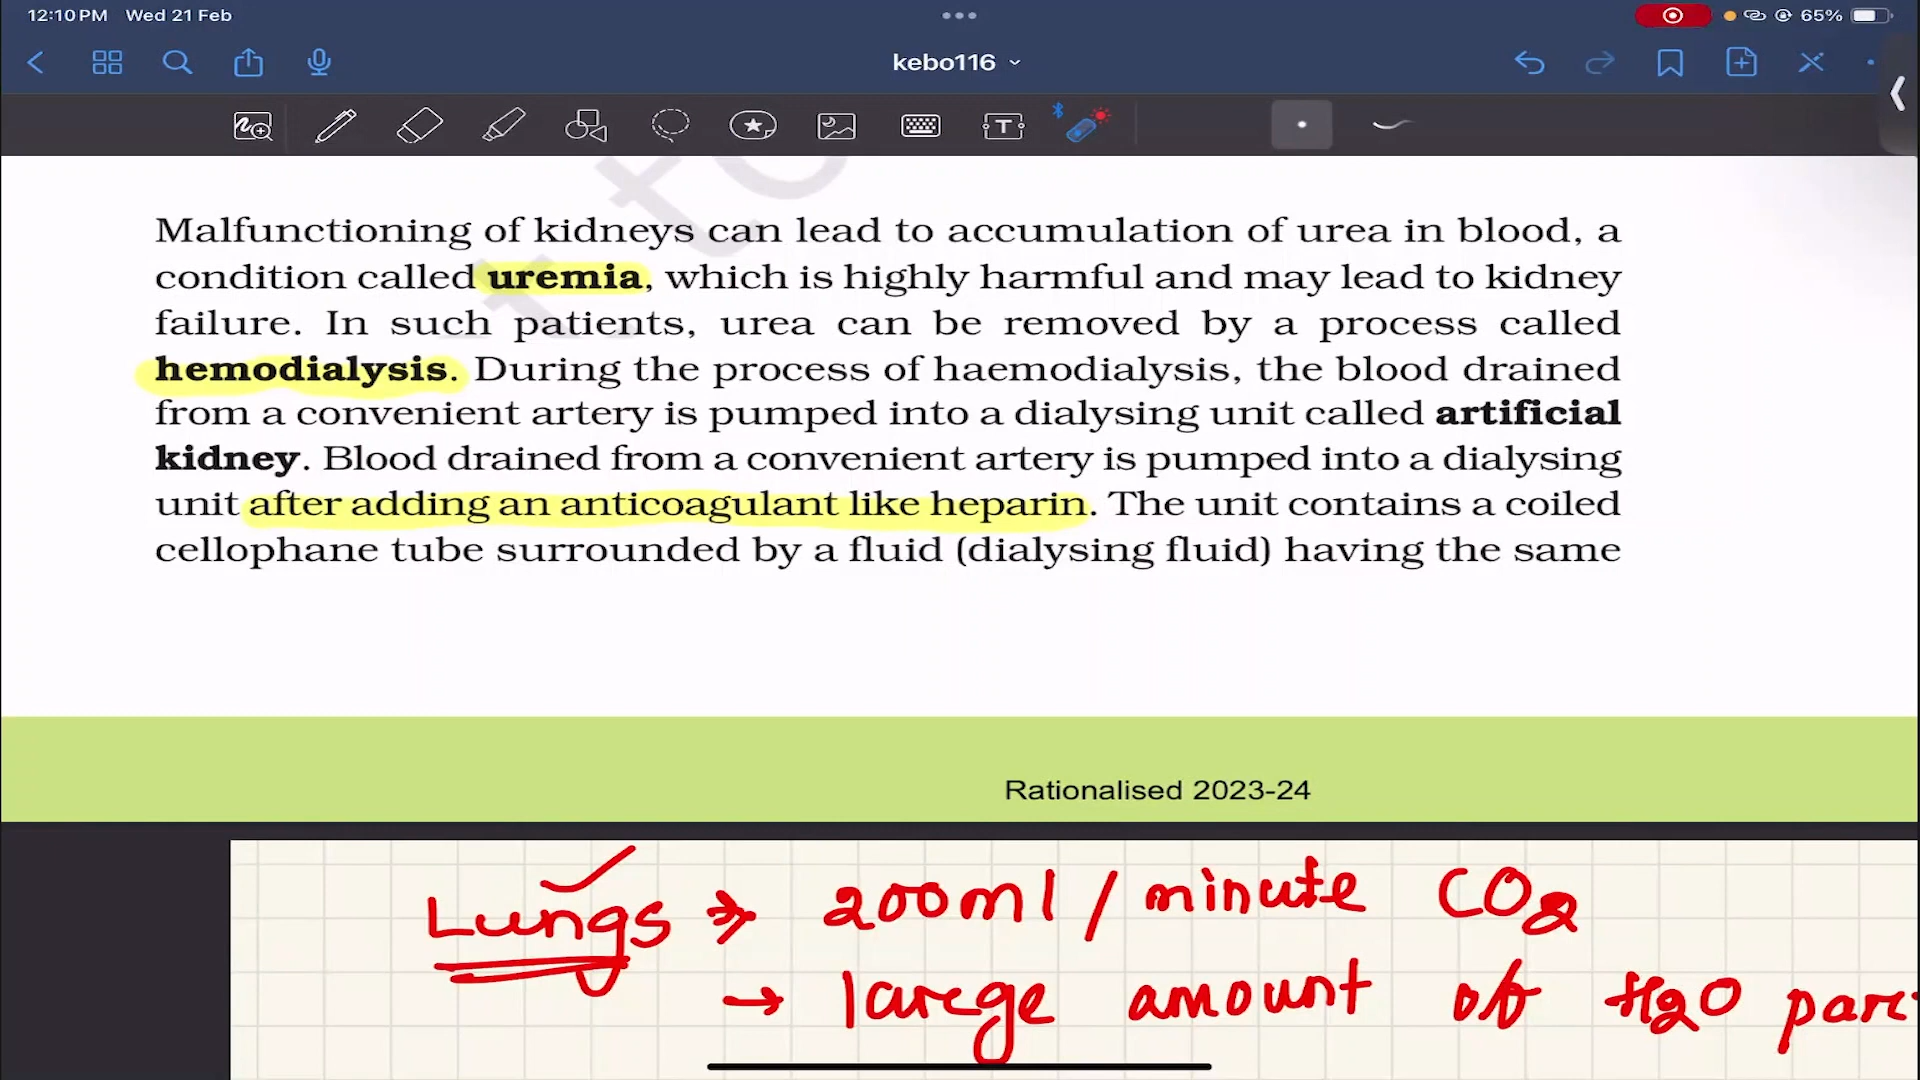 12:10 PM Wed 21 Feb
65%
kebo116
T
Malfunctioning of kidneys can lead to accumulation of urea in blood, a
condition called uremia, which is highly harmful and may lead to kidney
failure. In such patients, urea can be removed by a process called
hemodialysis. During the process of haemodialysis, the blood drained
from a convenient artery is pumped into a dialysing unit called artificial
kidney. Blood drained from a convenient artery is pumped into a dialysing
unit after adding an anticoagulant like heparin. The unit contains a coiled
cellophane tube surrounded by a fluid (dialysing fluid) having the same
Rationalised 2023-24
Lungs → 200ml / minute CO2
→ large amount of H2O